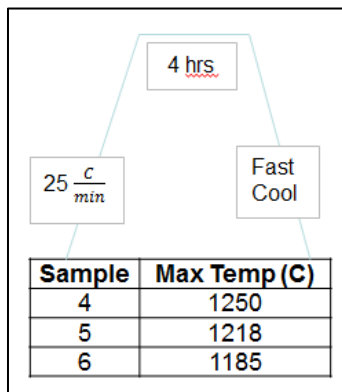 4 hrs
25 C/min
Fast
Cool
Sample Max Temp (C)
4 1250
5 1218
6 1185